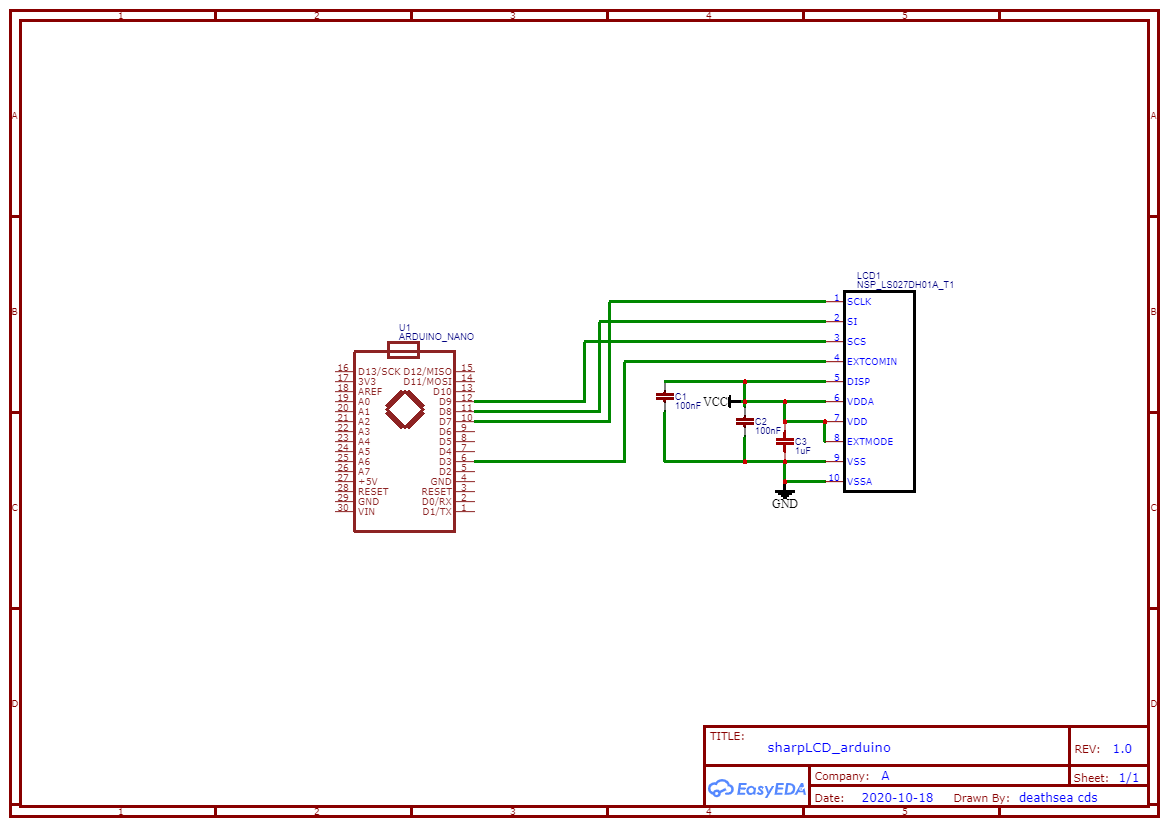 1 2 3 4 5
A A
B B
C C
D D
LCD1
NSP_LS027DH01A_T1
1 SCLK
2 SI
3 SCS
4 EXTCOMIN
5 DISP
6 VDDA
7 VDD
8 EXTMODE
9 VSS
10 VSSA
U1
ARDUINO_NANO
16 D13/SCK D12/MISO 15
17 3V3 D11/MOSI 14
18 AREF D10 13
19 A0 D9 12
20 A1 D8 11
21 A2 D7 10
22 A3 D6 9
23 A4 D5 8
24 A5 D4 7
25 A6 D3 6
26 A7 D2 5
27 +5V GND 4
28 RESET RESET 3
29 GND D0/RX 2
30 VIN D1/TX 1
C1
100nF
VCC
C2
100nF
C3
1uF
GND
TITLE:
sharpLCD_arduino
REV: 1.0
EasyEDA
Company: A
Sheet: 1/1
Date: 2020-10-18 Drawn By: deathsea cds
1 2 3 4 5